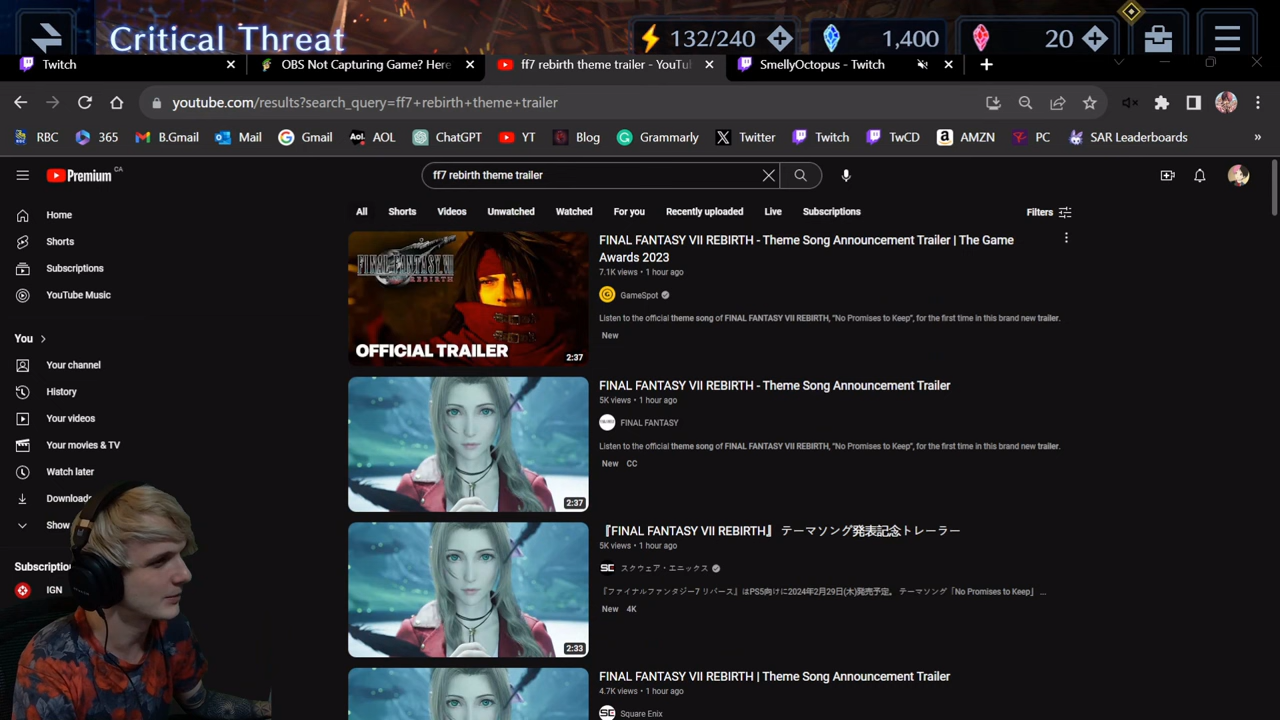 Critical Threat
132/240
1,400
20
Twitch
OBS Not Capturing Game? Here
ff7 rebirth theme trailer - YouTu
SmellyOctopus - Twitch
youtube.com/results?search_query=ff7+rebirth+theme+trailer
RBC
365
B.Gmail
Mail
Gmail
Aol.
AOL
ChatGPT
YT
Blog
Grammarly
Twitter
Twitch
TwCD
AMZN
PC
SAR Leaderboards
Premium CA
ff7 rebirth theme trailer
Home
Shorts
Subscriptions
YouTube Music
You
Your channel
History
Your videos
Your movies & TV
Watch later
Downloads
Show
Subscriptio
IGN
All
Shorts
Videos
Unwatched
Watched
For you
Recently uploaded
Live
Subscriptions
Filters
FINAL FANTASY VII
REBIRTH
OFFICIAL TRAILER
2:37
FINAL FANTASY VII REBIRTH - Theme Song Announcement Trailer | The Game
Awards 2023
7.1K views • 1 hour ago
GameSpot
Listen to the official theme song of FINAL FANTASY VII REBIRTH, “No Promises to Keep”, for the first time in this brand new trailer.
New
2:37
FINAL FANTASY VII REBIRTH - Theme Song Announcement Trailer
5K views • 1 hour ago
FINAL FANTASY
Listen to the official theme song of FINAL FANTASY VII REBIRTH, “No Promises to Keep”, for the first time in this brand new trailer.
New CC
2:33
『FINAL FANTASY VII REBIRTH』 テーマソング発表記念トレーラー
5K views • 1 hour ago
スクウェア・エニックス
『ファイナルファンタジー7 リバース』はPS5向けに2024年2月29日(木)発売予定。 テーマソング「No Promises to Keep」 ...
New 4K
FINAL FANTASY VII REBIRTH | Theme Song Announcement Trailer
4.7K views • 1 hour ago
Square Enix